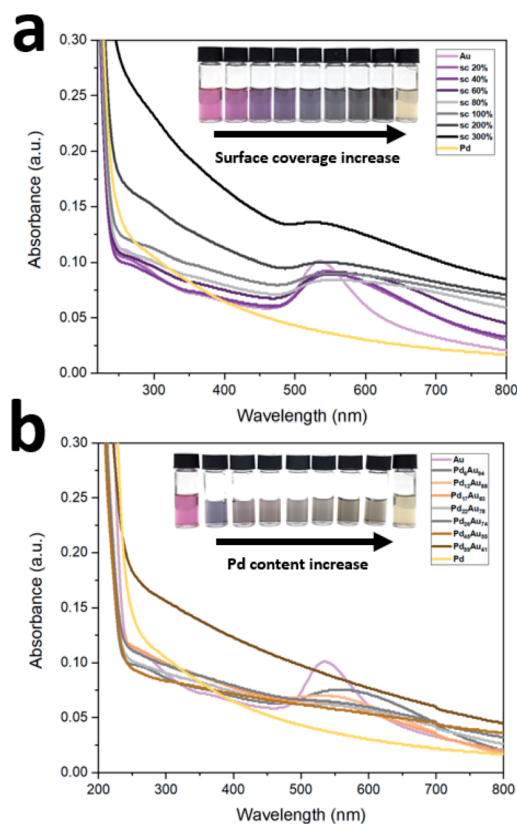 a
0.30
0.25
0.20
0.15
0.10
0.05
0.00
Absorbance (a.u.)
Surface coverage increase
Au
sc 20%
sc 40%
sc 60%
sc 80%
sc 100%
sc 200%
sc 300%
Pd
300 400 500 600 700 800
Wavelength (nm)
b
0.30
0.25
0.20
0.15
0.10
0.05
0.00
Absorbance (a.u.)
Pd content increase
Au
Pd₆Au₉₄
Pd₁₂Au₈₈
Pd₁₇Au₈₃
Pd₂₂Au₇₈
Pd₂₆Au₇₄
Pd₅₉Au₄₁
Pd
200 300 400 500 600 700 800
Wavelength (nm)